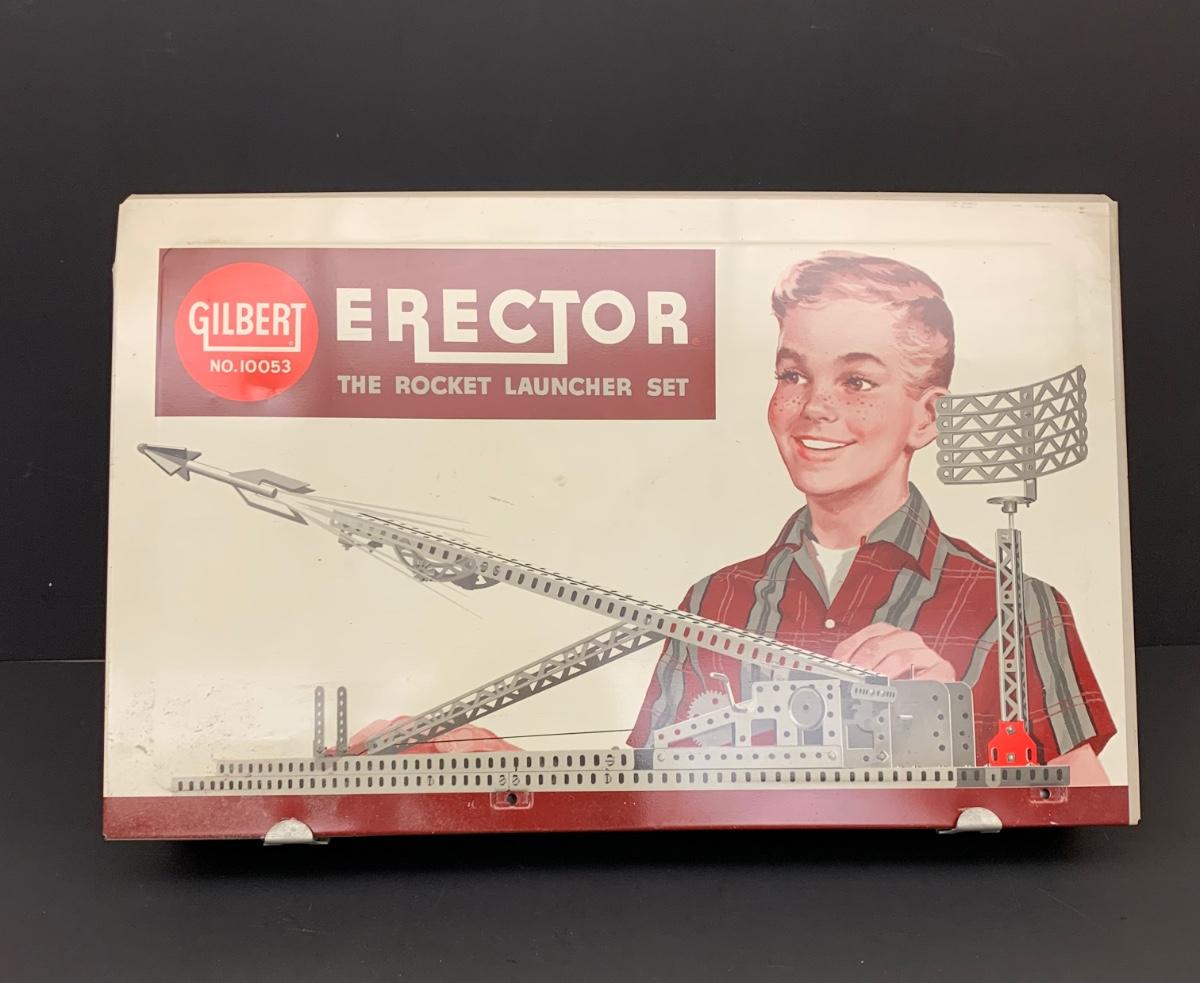 GILBERT
NO. 10053
ERECTOR
THE ROCKET LAUNCHER SET